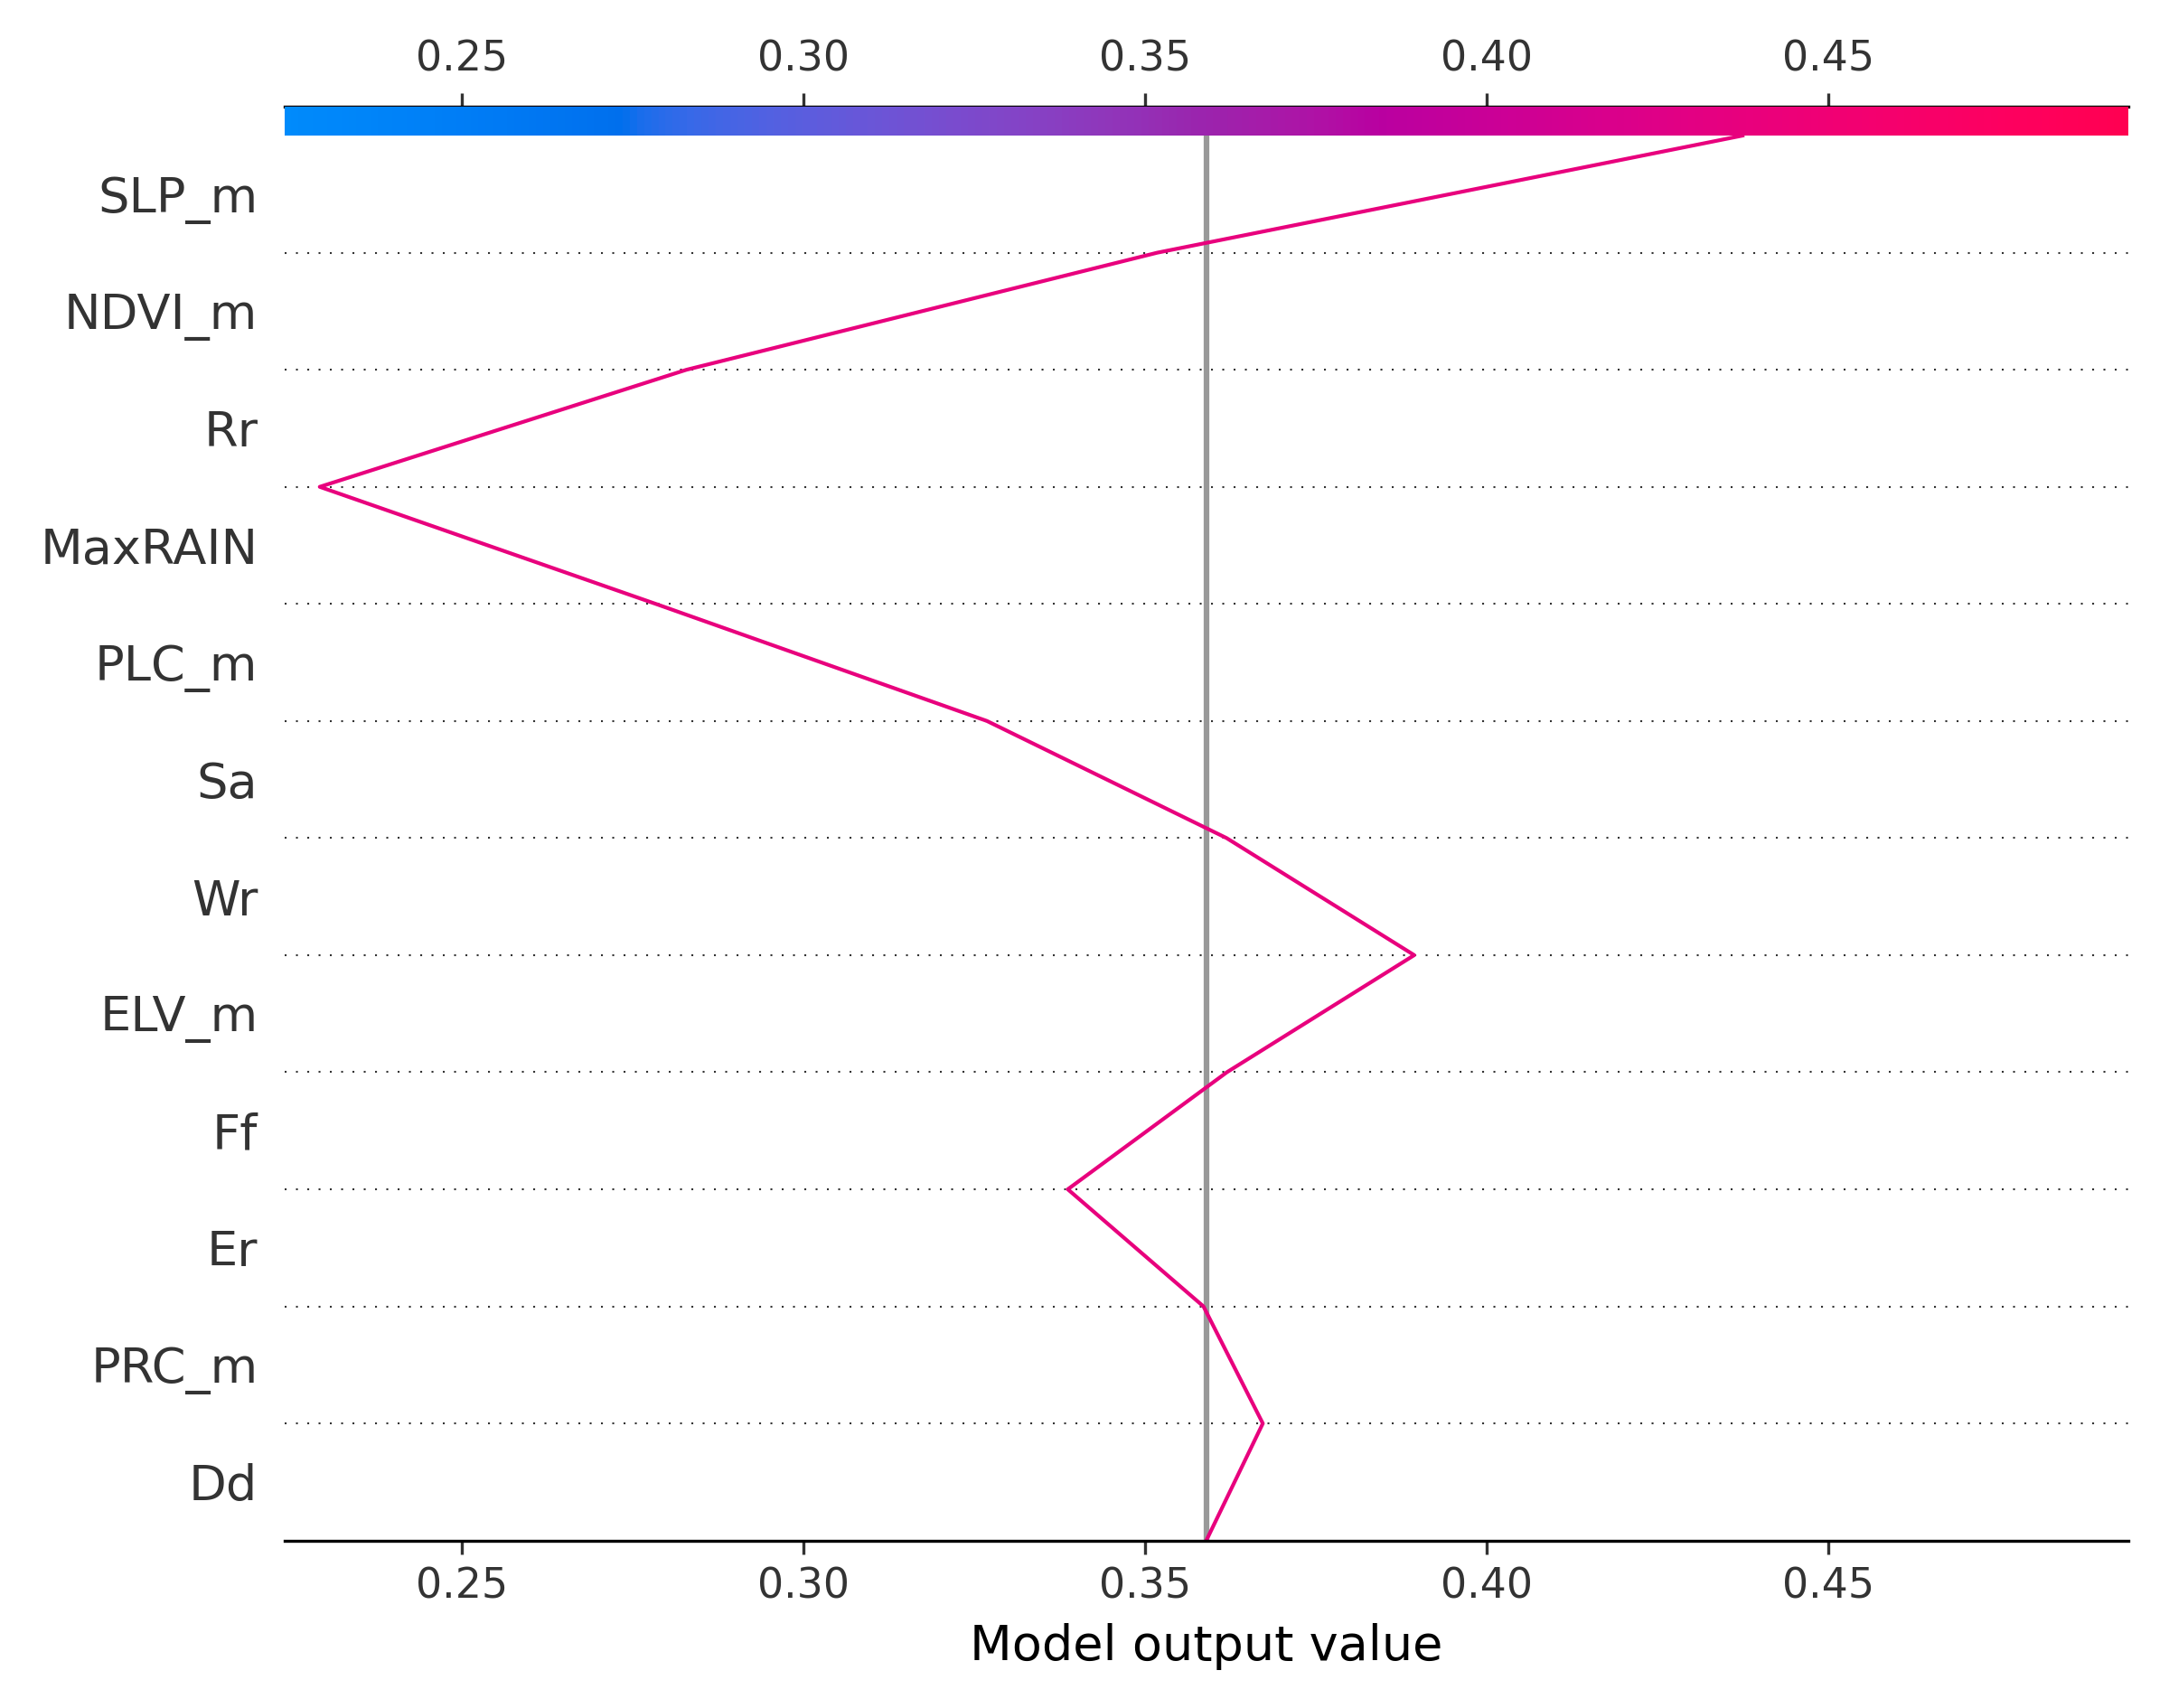 0.25 0.30 0.35 0.40 0.45
SLP_m
NDVI_m
Rr
MaxRAIN
PLC_m
Sa
Wr
ELV_m
Ff
Er
PRC_m
Dd
0.25 0.30 0.35 0.40 0.45
Model output value